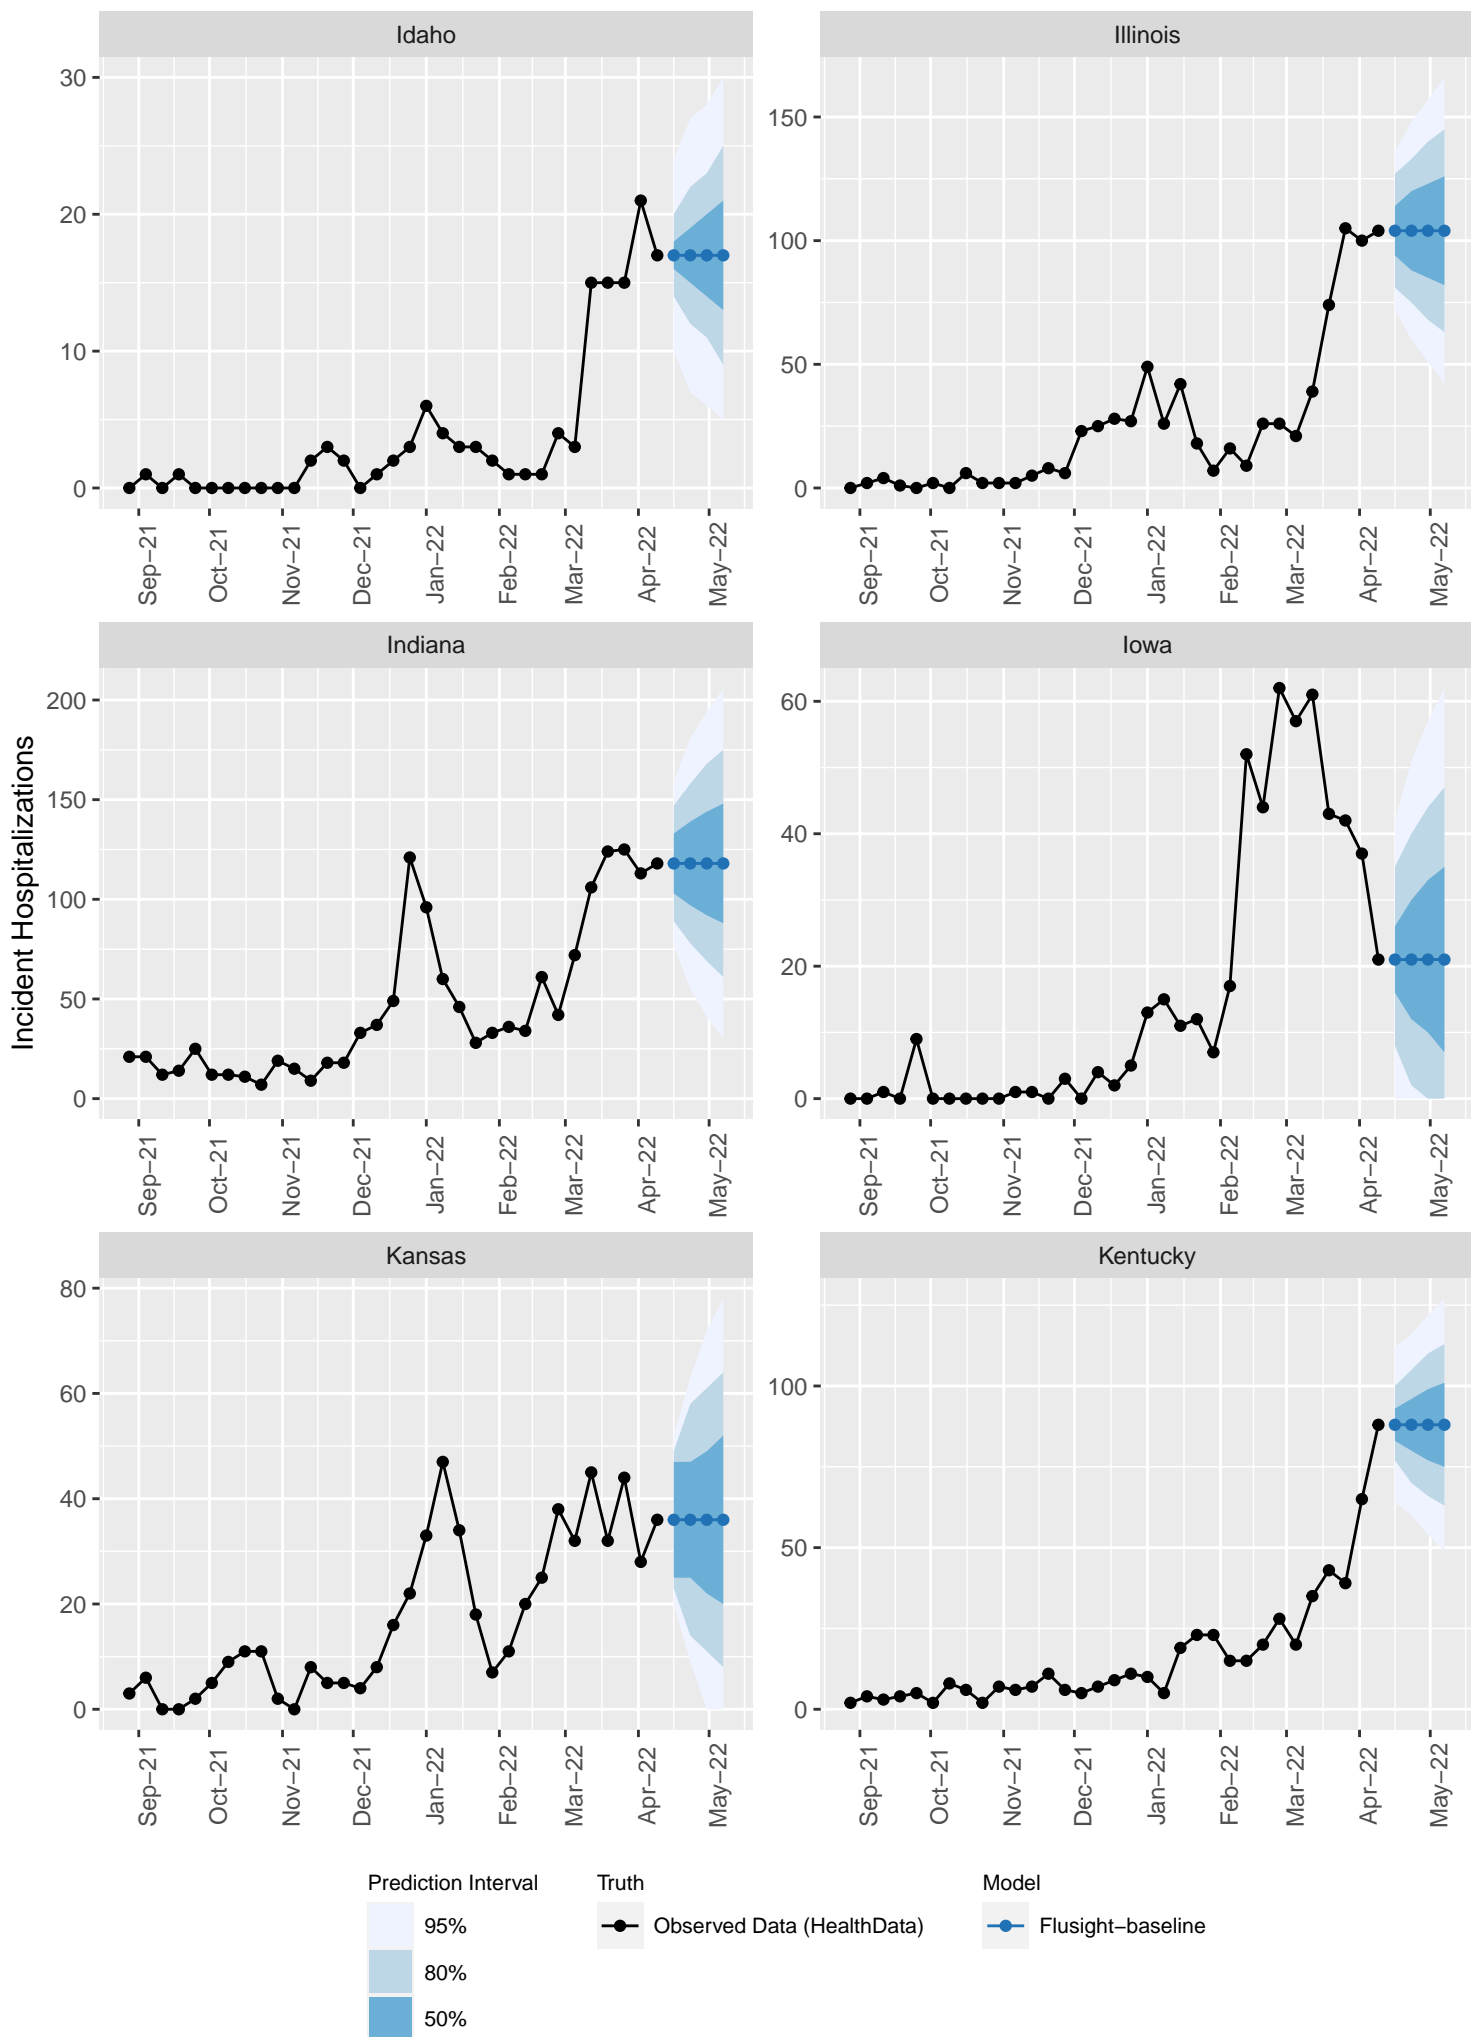 Idaho
Illinois
30
20
10
0
150
100
50
0
Sep−21
Oct−21
Nov−21
Dec−21
Jan−22
Feb−22
Mar−22
Apr−22
May−22
Sep−21
Oct−21
Nov−21
Dec−21
Jan−22
Feb−22
Mar−22
Apr−22
May−22
Incident Hospitalizations
Indiana
Iowa
200
150
100
50
0
60
40
20
0
Sep−21
Oct−21
Nov−21
Dec−21
Jan−22
Feb−22
Mar−22
Apr−22
May−22
Sep−21
Oct−21
Nov−21
Dec−21
Jan−22
Feb−22
Mar−22
Apr−22
May−22
Kansas
Kentucky
80
60
40
20
0
100
50
0
Sep−21
Oct−21
Nov−21
Dec−21
Jan−22
Feb−22
Mar−22
Apr−22
May−22
Sep−21
Oct−21
Nov−21
Dec−21
Jan−22
Feb−22
Mar−22
Apr−22
May−22
Prediction Interval
95%
80%
50%
Truth
Observed Data (HealthData)
Model
Flusight−baseline